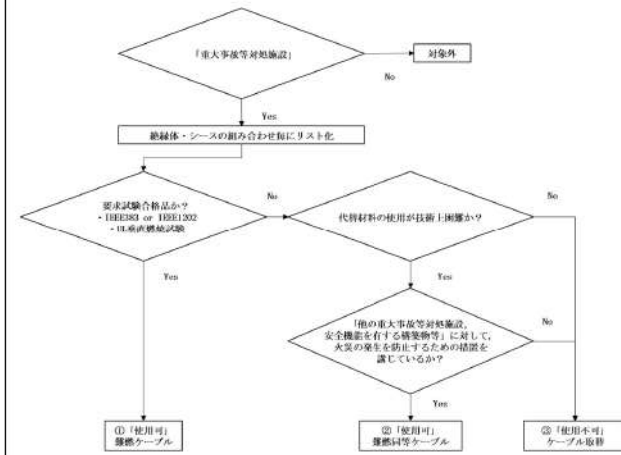 「重大事故等対処施設」
対象外
No
Yes
絶縁体・シースの組み合わせ毎にリスト化
要求試験合格品か？
・IEEE383 or IEEE1202
・UL垂直燃焼試験
No
代替材料の使用が技術上困難か？
No
Yes
Yes
「他の重大事故等対処施設，
安全機能を有する構築物等」に対して，
火災の発生を防止するための措置を
講じているか？
No
Yes
①「使用可」
難燃ケーブル
②「使用可」
難燃同等ケーブル
③「使用不可」
ケーブル取替